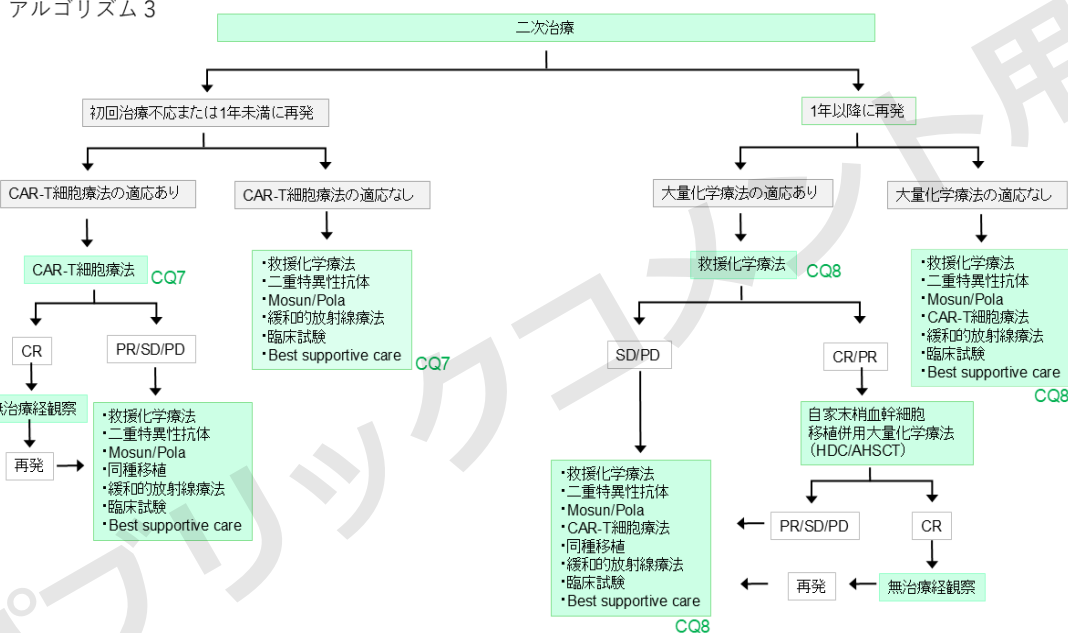 アルゴリズム 3
二次治療
初回治療不応または1年未満に再発
1年以降に再発
CAR-T細胞療法の適応あり
CAR-T細胞療法の適応なし
大量化学療法の適応あり
大量化学療法の適応なし
CAR-T細胞療法
CQ7
・救援化学療法
・二重特異性抗体
・Mosun/Pola
・緩和的放射線療法
・臨床試験
・Best supportive care
CQ7
救援化学療法
CQ8
・救援化学療法
・二重特異性抗体
・Mosun/Pola
・CAR-T細胞療法
・緩和的放射線療法
・臨床試験
・Best supportive care
CQ8
CR
PR/SD/PD
無治療経観察
再発
・救援化学療法
・二重特異性抗体
・Mosun/Pola
・同種移植
・緩和的放射線療法
・臨床試験
・Best supportive care
SD/PD
CR/PR
自家末梢血幹細胞
移植併用大量化学療法
（HDC/AHSCT）
・救援化学療法
・二重特異性抗体
・Mosun/Pola
・CAR-T細胞療法
・同種移植
・緩和的放射線療法
・臨床試験
・Best supportive care
CQ8
PR/SD/PD
CR
再発
無治療経観察
パブリックコメント用